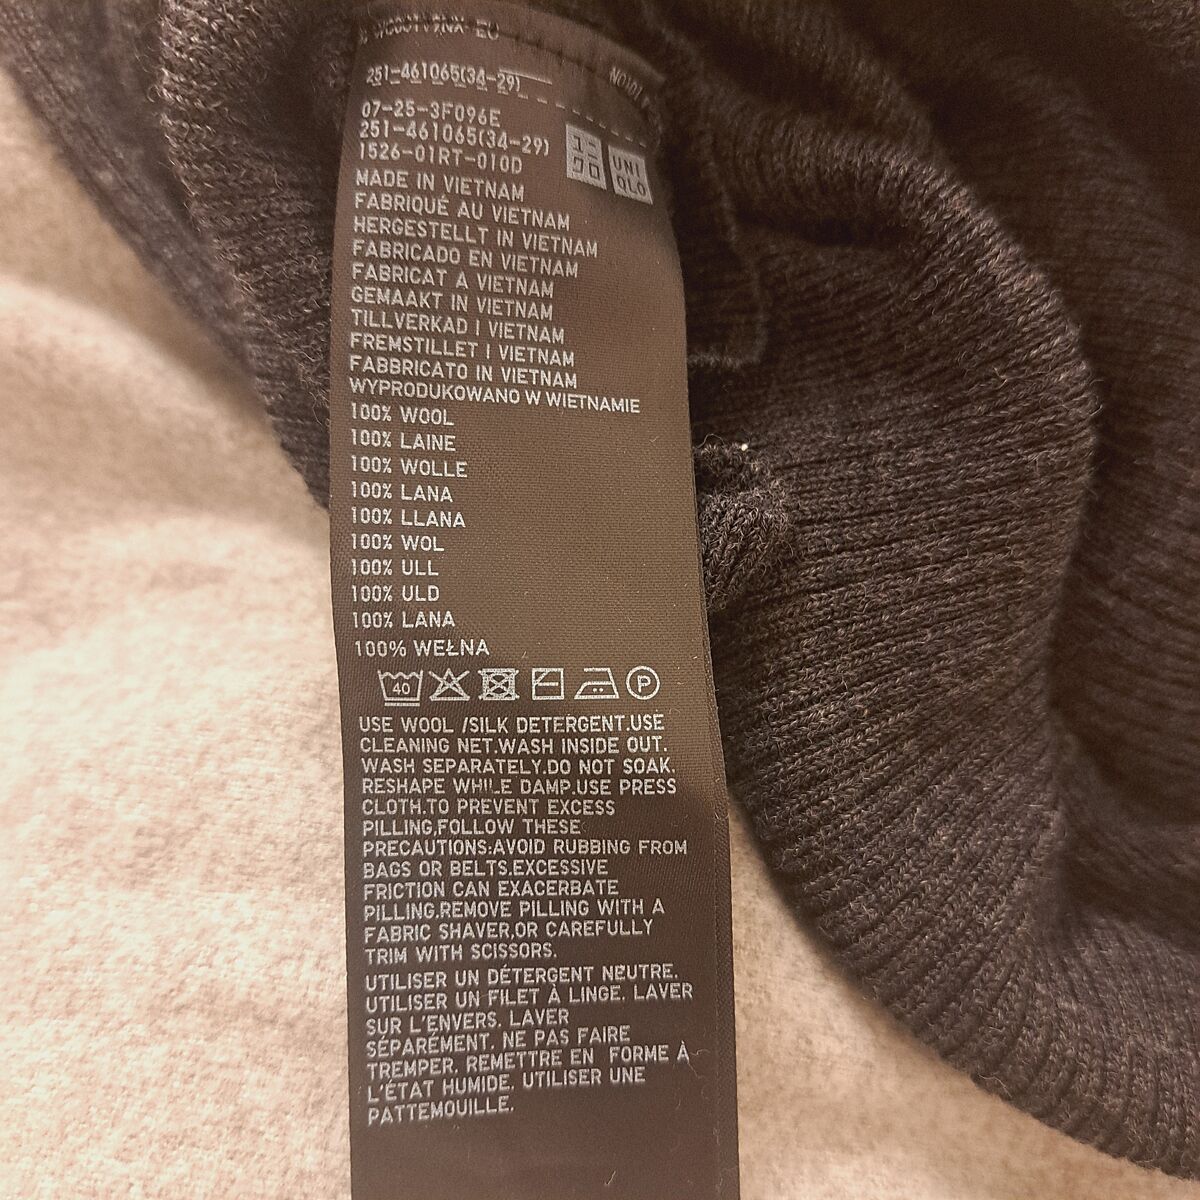 251-461065(34-29)
07-25-3F096E
251-461065(34-29)
1526-01RT-010D
ユニ
クロ
UNI
QLO
MADE IN VIETNAM
FABRIQUÉ AU VIETNAM
HERGESTELLT IN VIETNAM
FABRICADO EN VIETNAM
FABRICAT A VIETNAM
GEMAAKT IN VIETNAM
TILLVERKAD I VIETNAM
FREMSTILLET I VIETNAM
FABBRICATO IN VIETNAM
WYPRODUKOWANO W WIETNAMIE
100% WOOL
100% LAINE
100% WOLLE
100% LANA
100% LLANA
100% WOL
100% ULL
100% ULD
100% LANA
100% WEŁNA
40 P
USE WOOL /SILK DETERGENT.USE
CLEANING NET.WASH INSIDE OUT.
WASH SEPARATELY.DO NOT SOAK.
RESHAPE WHILE DAMP.USE PRESS
CLOTH.TO PREVENT EXCESS
PILLING,FOLLOW THESE
PRECAUTIONS:AVOID RUBBING FROM
BAGS OR BELTS.EXCESSIVE
FRICTION CAN EXACERBATE
PILLING.REMOVE PILLING WITH A
FABRIC SHAVER,OR CAREFULLY
TRIM WITH SCISSORS.
UTILISER UN DÉTERGENT NEUTRE.
UTILISER UN FILET À LINGE. LAVER
SUR L'ENVERS. LAVER
SÉPARÉMENT. NE PAS FAIRE
TREMPER. REMETTRE EN FORME À
L'ÉTAT HUMIDE. UTILISER UNE
PATTEMOUILLE.